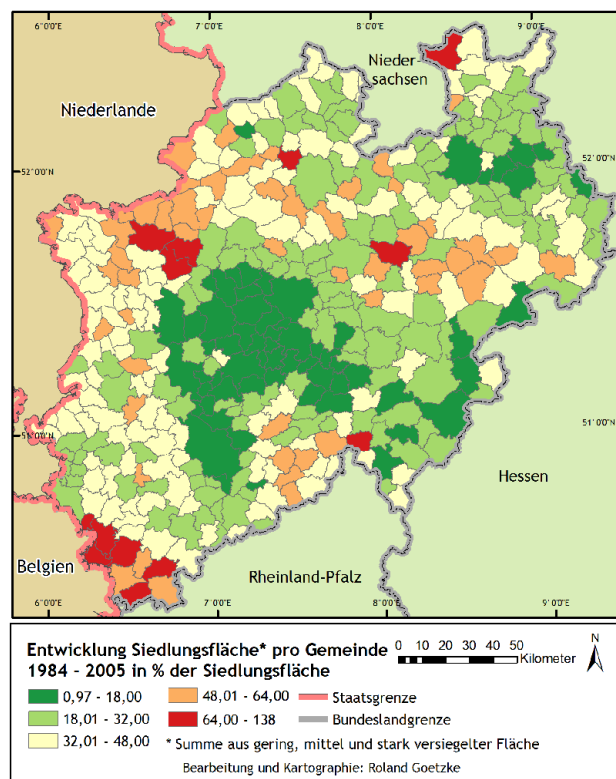 6°0'0"O 7°0'0"O 8°0'0"O 9°0'0"O
Nieder-
sachsen
Niederlande
52°0'0"N 52°0'0"N
51°0'0"N 51°0'0"N
Hessen
Belgien
Rheinland-Pfalz
6°0'0"O 7°0'0"O 8°0'0"O 9°0'0"O
Entwicklung Siedlungsfläche* pro Gemeinde
1984 - 2005 in % der Siedlungsfläche
0 10 20 30 40 50
Kilometer
N
0,97 - 18,00 48,01 - 64,00 Staatsgrenze
18,01 - 32,00 64,00 - 138 Bundeslandgrenze
32,01 - 48,00 * Summe aus gering, mittel und stark versiegelter Fläche
Bearbeitung und Kartographie: Roland Goetzke